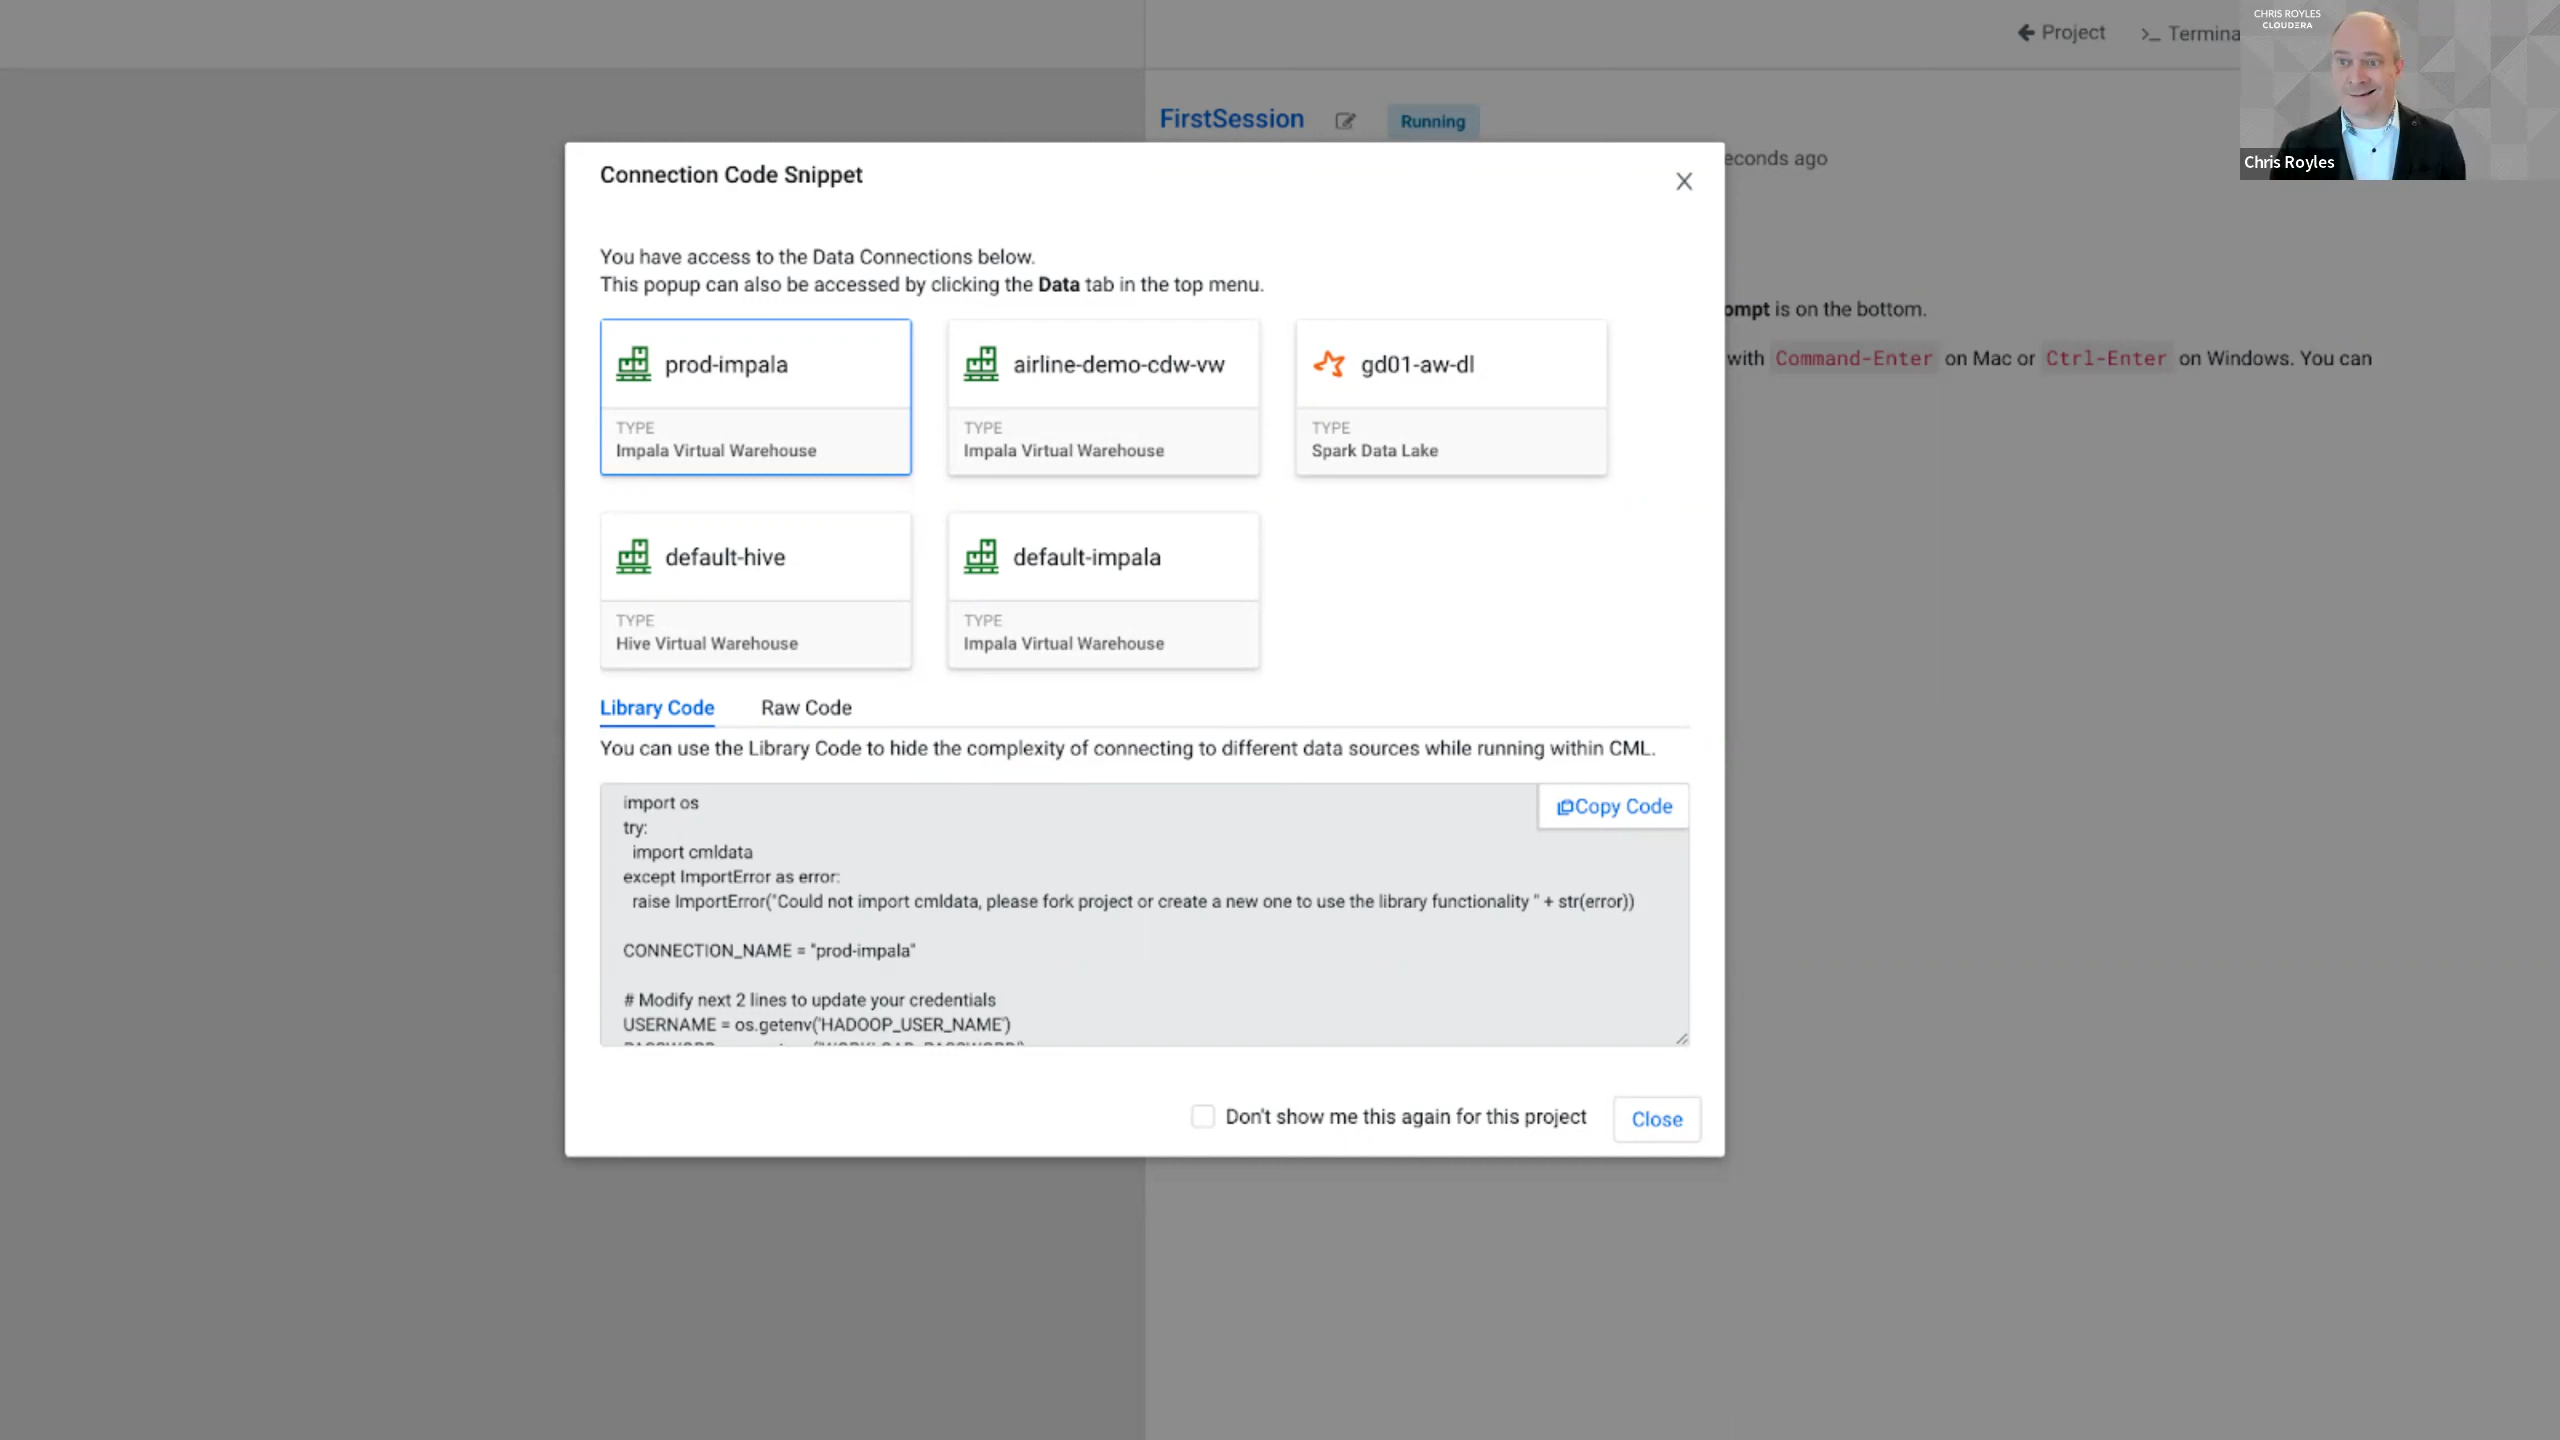 Project
Termina
CHRIS ROYLES
CLOUDERA
Chris Royles
FirstSession
Running
econds ago
ompt is on the bottom.
with Command-Enter on Mac or Ctrl-Enter on Windows. You can
Connection Code Snippet
You have access to the Data Connections below.
This popup can also be accessed by clicking the Data tab in the top menu.
prod-impala
TYPE
Impala Virtual Warehouse
airline-demo-cdw-vw
TYPE
Impala Virtual Warehouse
gd01-aw-dl
TYPE
Spark Data Lake
default-hive
TYPE
Hive Virtual Warehouse
default-impala
TYPE
Impala Virtual Warehouse
Library Code
Raw Code
You can use the Library Code to hide the complexity of connecting to different data sources while running within CML.
Copy Code
import os
try:
import cmldata
except ImportError as error:
raise ImportError("Could not import cmldata, please fork project or create a new one to use the library functionality " + str(error))
CONNECTION_NAME = "prod-impala"
# Modify next 2 lines to update your credentials
USERNAME = os.getenv('HADOOP_USER_NAME')
Don't show me this again for this project
Close